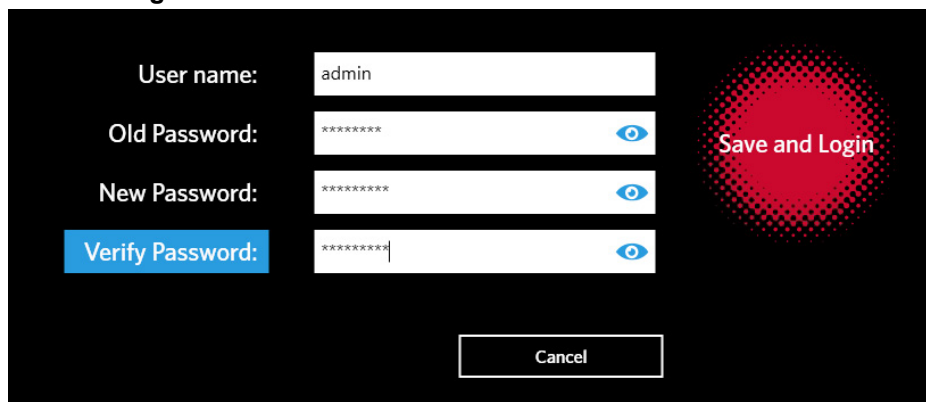 User name:
admin
Old Password:
********
Save and Login
New Password:
*********
Verify Password:
*********
Cancel